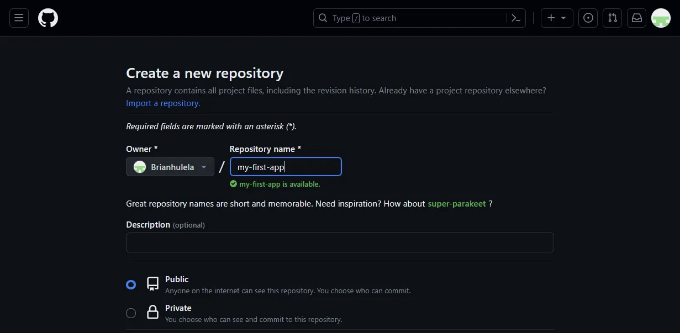 Type / to search
Create a new repository
A repository contains all project files, including the revision history. Already have a project repository elsewhere?
Import a repository.
Required fields are marked with an asterisk (*).
Owner * Repository name *
Brianhulela / my-first-app
my-first-app is available.
Great repository names are short and memorable. Need inspiration? How about super-parakeet ?
Description (optional)
Public
Anyone on the internet can see this repository. You choose who can commit.
Private
You choose who can see and commit to this repository.